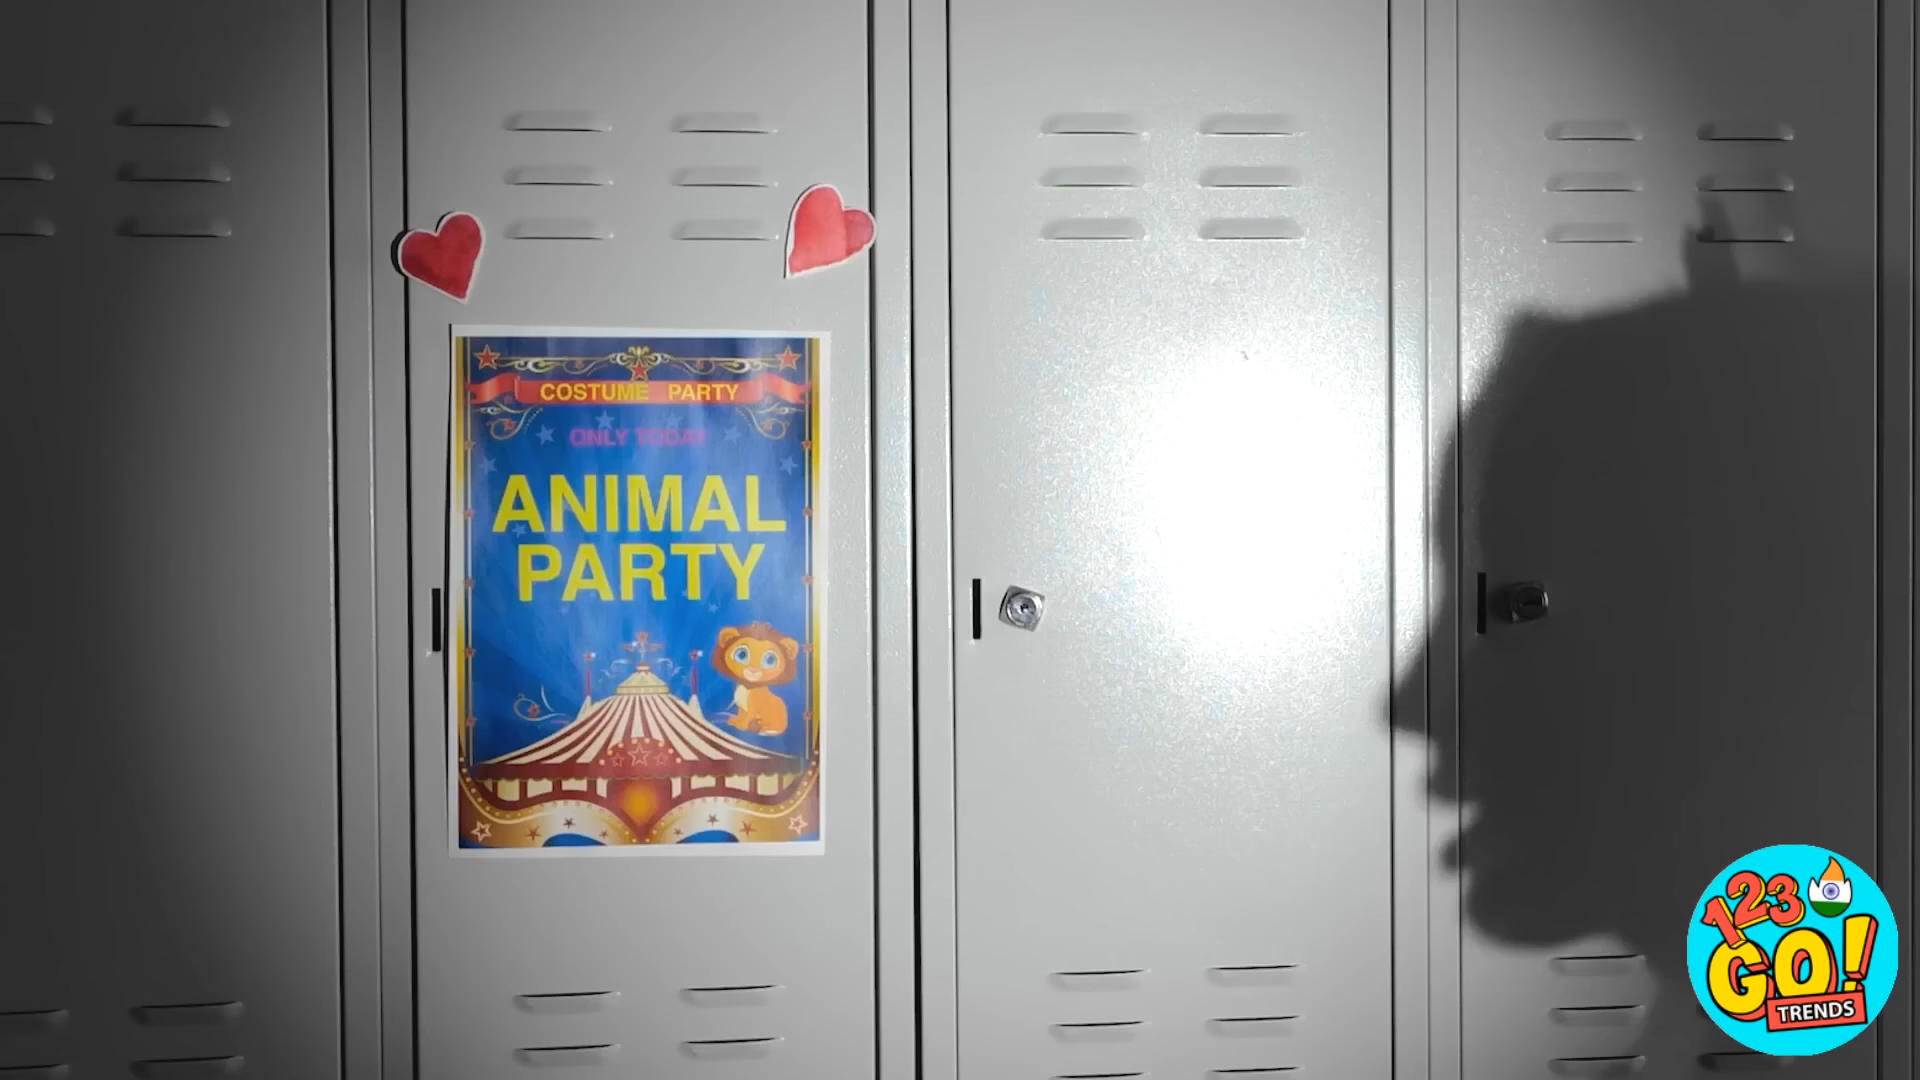 COSTUME PARTY
ONLY TODAY
ANIMAL
PARTY
123
GO!
TRENDS